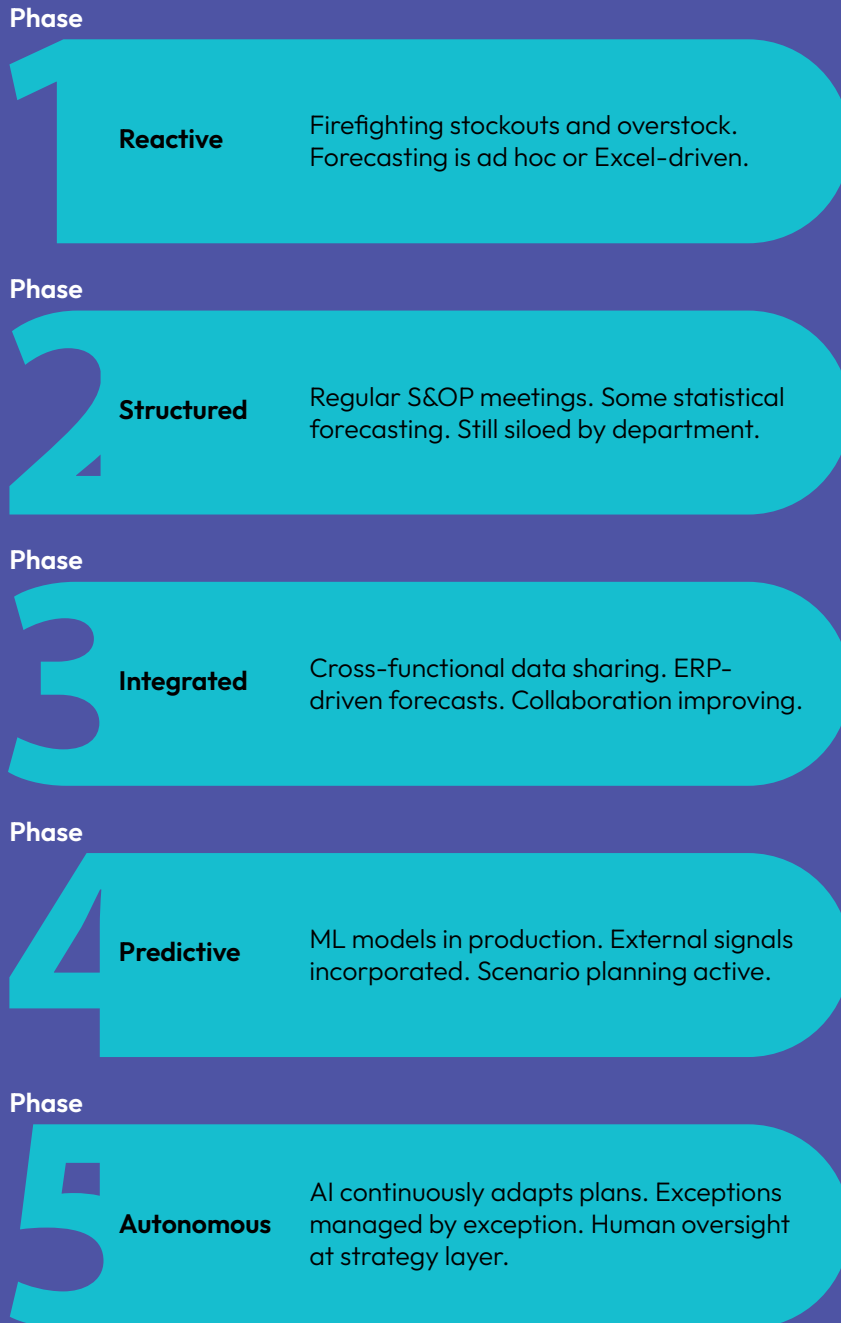 Phase
1
Reactive
Firefighting stockouts and overstock.
Forecasting is ad hoc or Excel-driven.
Phase
2
Structured
Regular S&OP meetings. Some statistical
forecasting. Still siloed by department.
Phase
3
Integrated
Cross-functional data sharing. ERP-
driven forecasts. Collaboration improving.
Phase
4
Predictive
ML models in production. External signals
incorporated. Scenario planning active.
Phase
5
Autonomous
AI continuously adapts plans. Exceptions
managed by exception. Human oversight
at strategy layer.